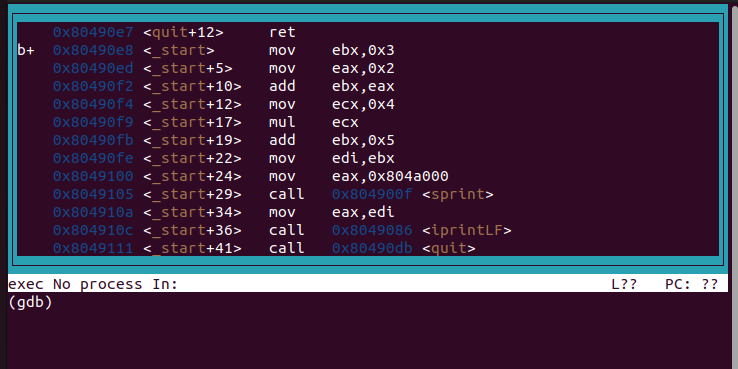 0x80490e7 <quit+12> ret
b+ 0x80490e8 <_start> mov ebx,0x3
0x80490ed <_start+5> mov eax,0x2
0x80490f2 <_start+10> add ebx,eax
0x80490f4 <_start+12> mov ecx,0x4
0x80490f9 <_start+17> mul ecx
0x80490fb <_start+19> add ebx,0x5
0x80490fe <_start+22> mov edi,ebx
0x8049100 <_start+24> mov eax,0x804a000
0x8049105 <_start+29> call 0x804900f <sprint>
0x804910a <_start+34> mov eax,edi
0x804910c <_start+36> call 0x8049086 <iprintLF>
0x8049111 <_start+41> call 0x80490db <quit>
exec No process In: L?? PC: ??
(gdb)